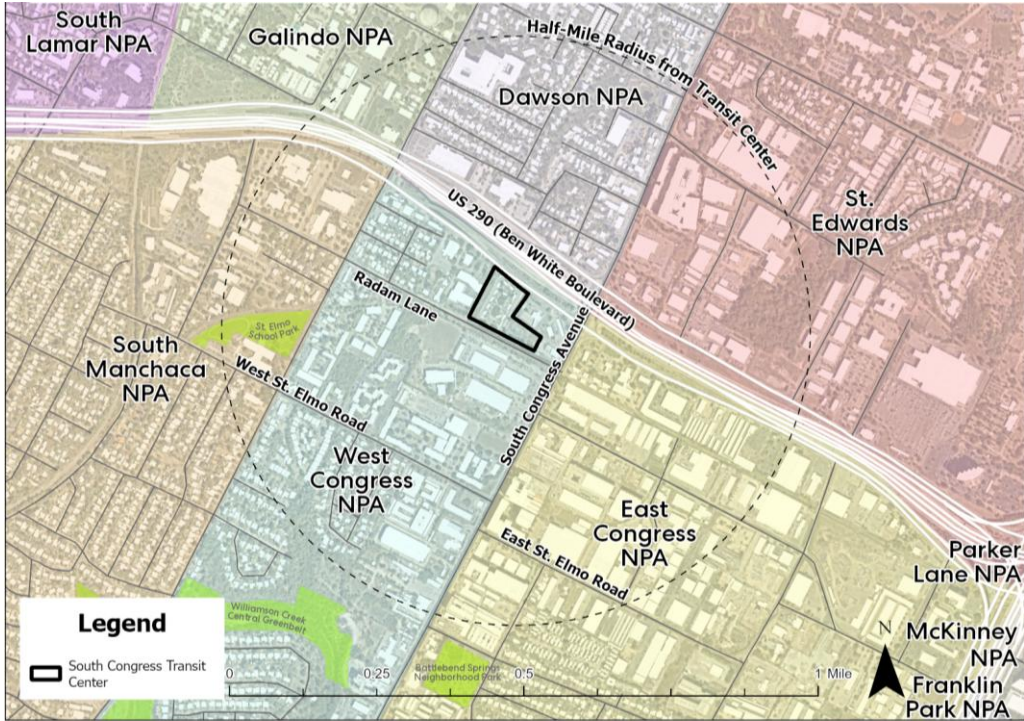 South
Lamar NPA
Galindo NPA
Half-Mile Radius from Transit Center
Dawson NPA
St.
Edwards
NPA
US 290 (Ben White Boulevard)
Radam Lane
St. Elmo
School Park
South
Manchaca
NPA
West St. Elmo Road
South Congress Avenue
West
Congress
NPA
East
Congress
NPA
East St. Elmo Road
Parker
Lane NPA
McKinney
NPA
Franklin
Park NPA
N
Williamson Creek
Central Greenbelt
Battlebend Springs
Neighborhood Park
Legend
South Congress Transit
Center
0 0.25 0.5 1 Mile